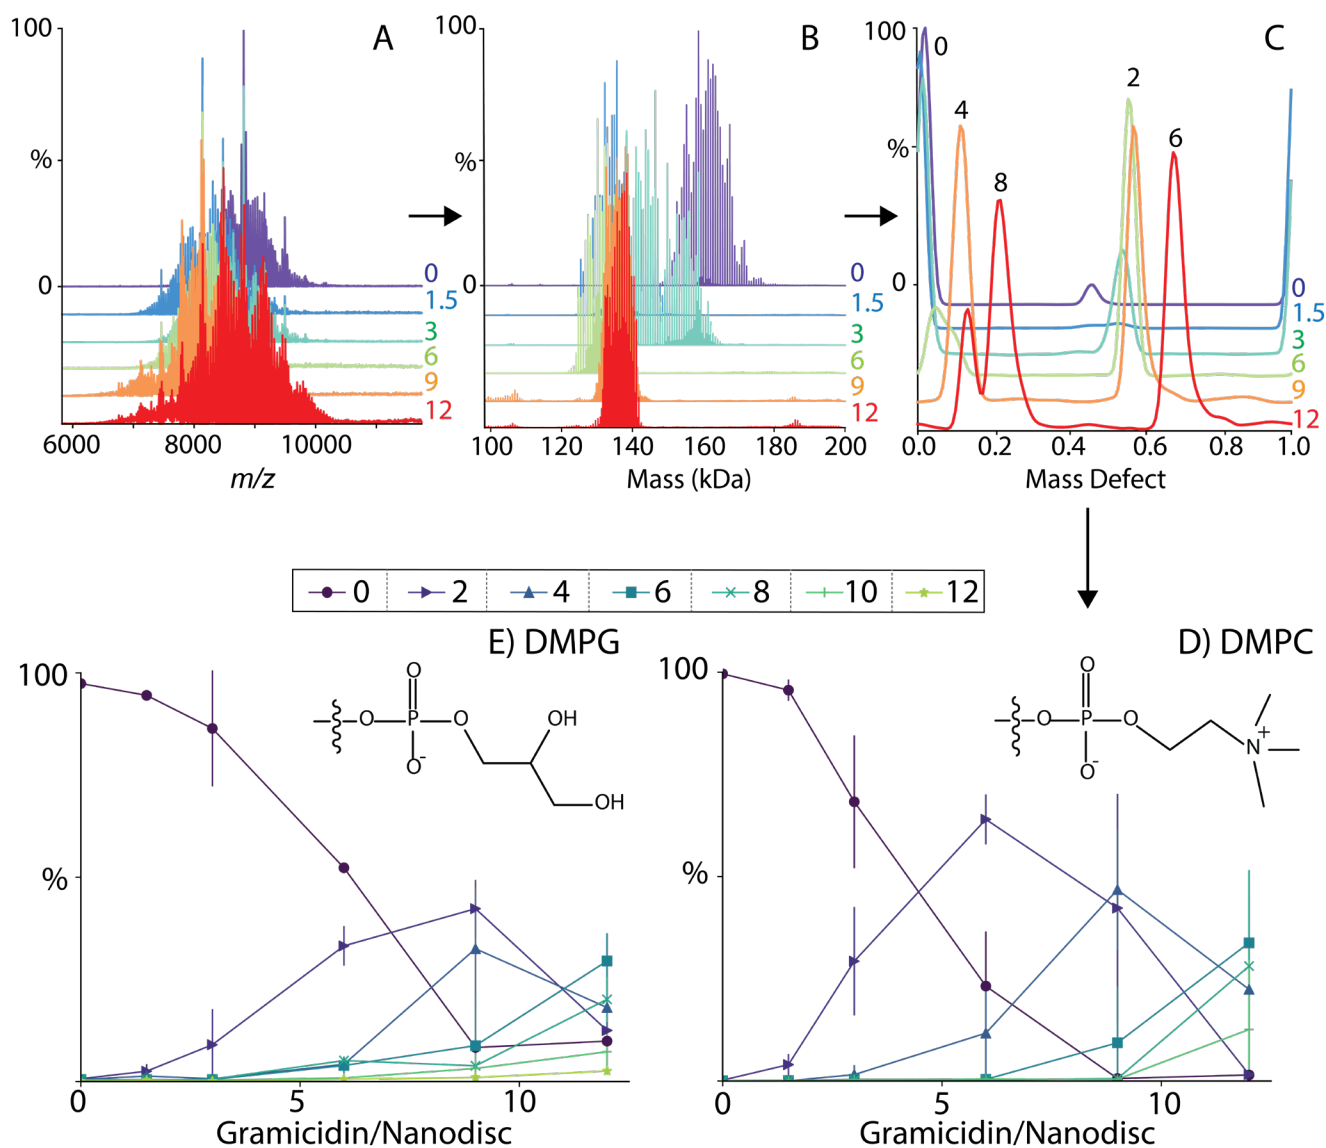 A
100
%
0
0
1.5
3
6
9
12
6000 8000 10000
m/z
B
100
%
0
0
1.5
3
6
9
12
100 120 140 160 180 200
Mass (kDa)
C
100
%
0
0
4
8
2
6
0
1.5
3
6
9
12
0.0 0.2 0.4 0.6 0.8 1.0
Mass Defect
0 2 4 6 8 10 12
E) DMPG
100
%
O
O P O OH
O-
OH
0 5 10
Gramicidin/Nanodisc
D) DMPC
100
%
O
O P O
O-
N+
0 5 10
Gramicidin/Nanodisc